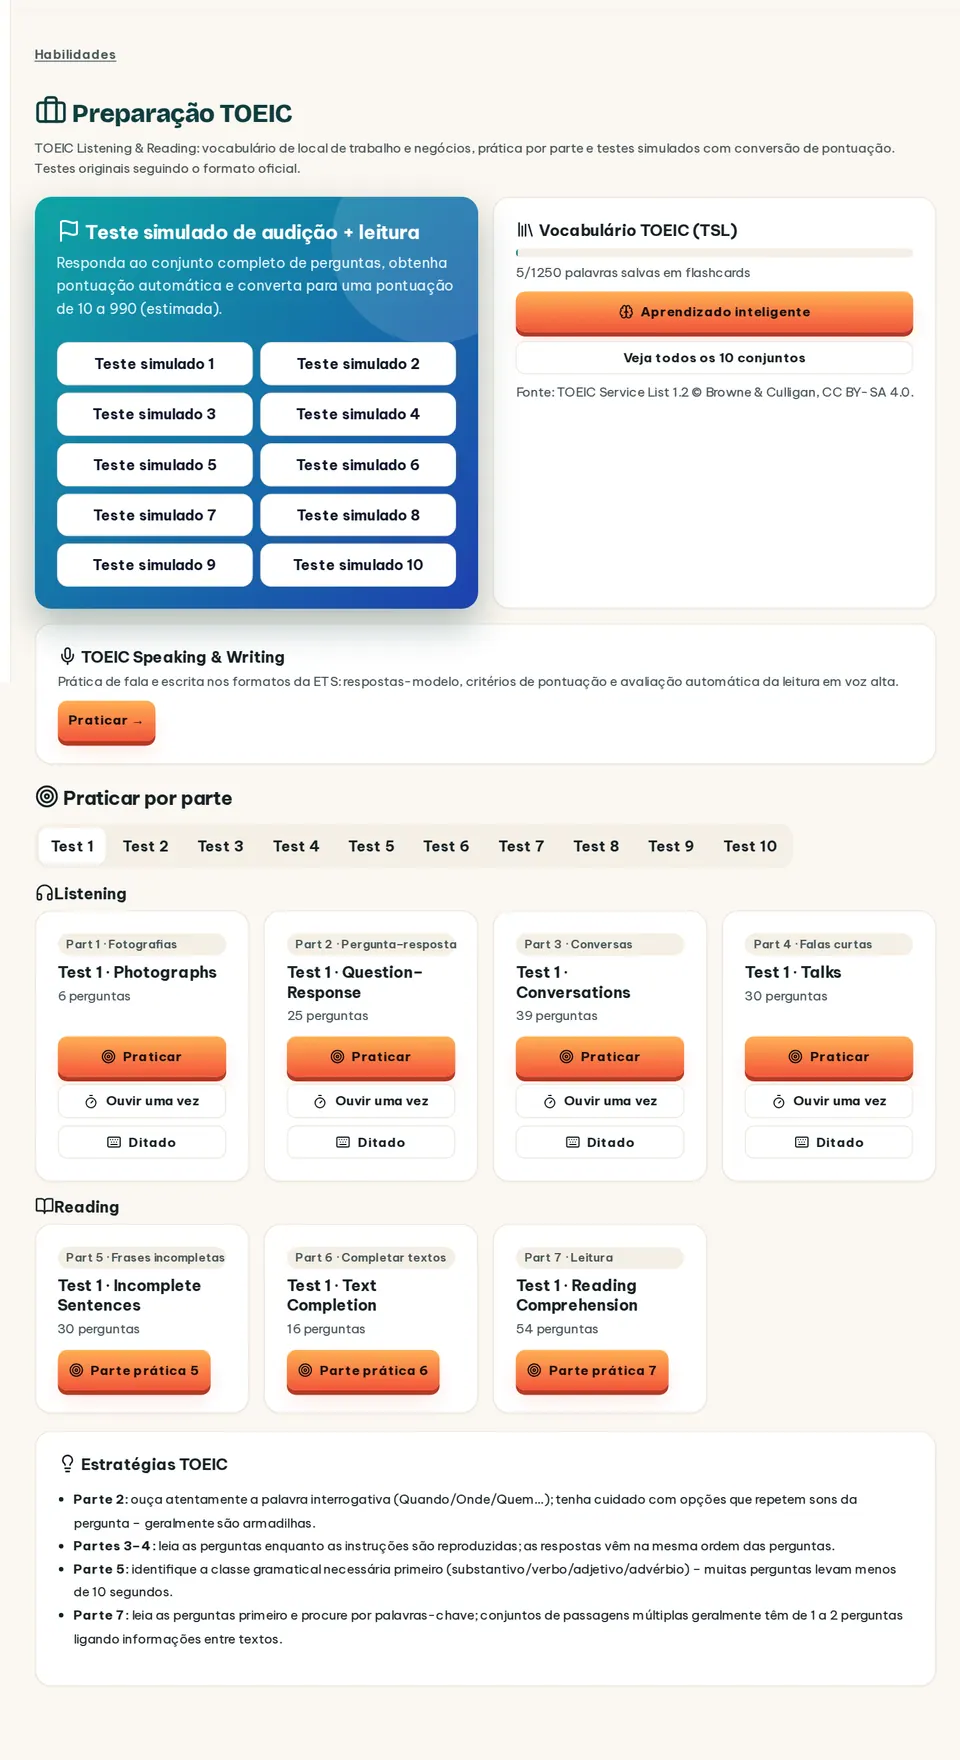 Habilidades
Preparação TOEIC
TOEIC Listening & Reading: vocabulário de local de trabalho e negócios, prática por parte e testes simulados com conversão de pontuação.
Testes originais seguindo o formato oficial.
Teste simulado de audição + leitura
Responda ao conjunto completo de perguntas, obtenha
pontuação automática e converta para uma pontuação
de 10 a 990 (estimada).
Teste simulado 1
Teste simulado 2
Teste simulado 3
Teste simulado 4
Teste simulado 5
Teste simulado 6
Teste simulado 7
Teste simulado 8
Teste simulado 9
Teste simulado 10
Vocabulário TOEIC (TSL)
5/1250 palavras salvas em flashcards
Aprendizado inteligente
Veja todos os 10 conjuntos
Fonte: TOEIC Service List 1.2 © Browne & Culligan, CC BY-SA 4.0.
TOEIC Speaking & Writing
Prática de fala e escrita nos formatos da ETS: respostas-modelo, critérios de pontuação e avaliação automática da leitura em voz alta.
Praticar →
Praticar por parte
Test 1 Test 2 Test 3 Test 4 Test 5 Test 6 Test 7 Test 8 Test 9 Test 10
Listening
Part 1 · Fotografias
Test 1 · Photographs
6 perguntas
Praticar
Ouvir uma vez
Ditado
Part 2 · Pergunta–resposta
Test 1 · Question–
Response
25 perguntas
Praticar
Ouvir uma vez
Ditado
Part 3 · Conversas
Test 1 ·
Conversations
39 perguntas
Praticar
Ouvir uma vez
Ditado
Part 4 · Falas curtas
Test 1 · Talks
30 perguntas
Praticar
Ouvir uma vez
Ditado
Reading
Part 5 · Frases incompletas
Test 1 · Incomplete
Sentences
30 perguntas
Parte prática 5
Part 6 · Completar textos
Test 1 · Text
Completion
16 perguntas
Parte prática 6
Part 7 · Leitura
Test 1 · Reading
Comprehension
54 perguntas
Parte prática 7
Estratégias TOEIC
• Parte 2: ouça atentamente a palavra interrogativa (Quando/Onde/Quem…); tenha cuidado com opções que repetem sons da
pergunta – geralmente são armadilhas.
• Partes 3–4: leia as perguntas enquanto as instruções são reproduzidas; as respostas vêm na mesma ordem das perguntas.
• Parte 5: identifique a classe gramatical necessária primeiro (substantivo/verbo/adjetivo/advérbio) – muitas perguntas levam menos
de 10 segundos.
• Parte 7: leia as perguntas primeiro e procure por palavras-chave; conjuntos de passagens múltiplas geralmente têm de 1 a 2 perguntas
ligando informações entre textos.